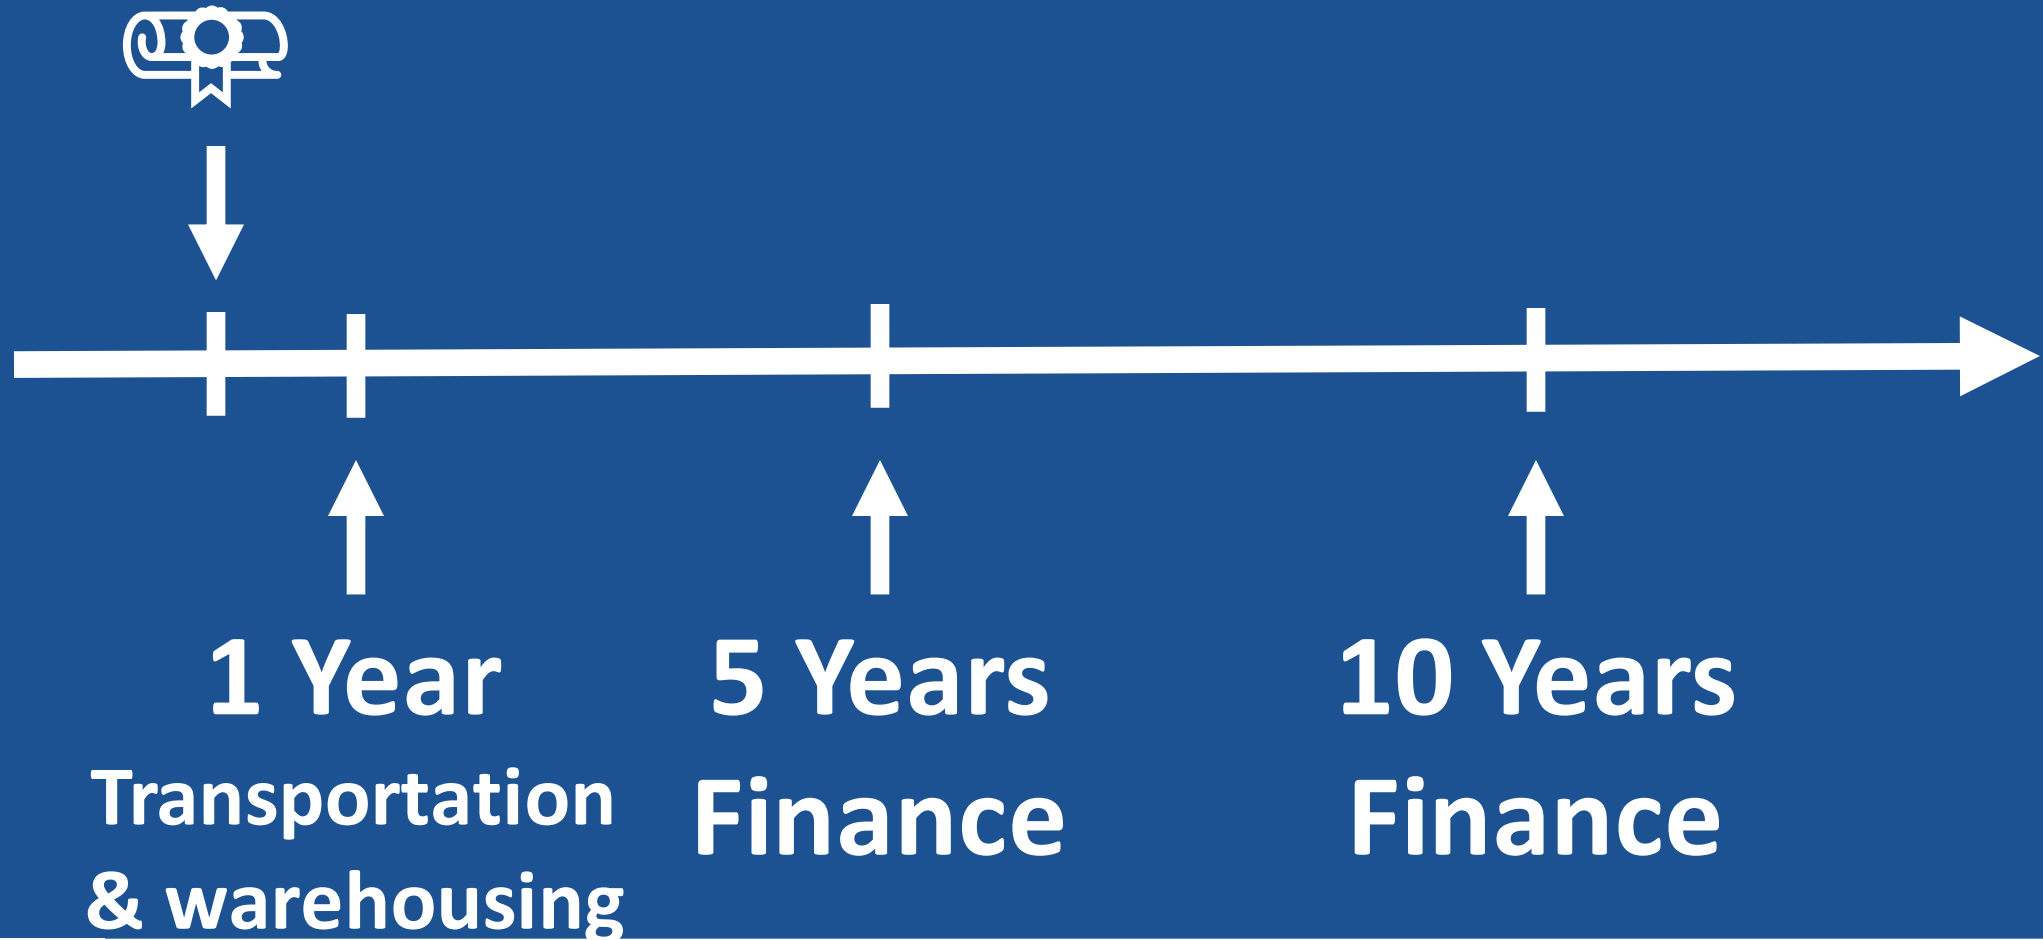 1 Year
Transportation
& warehousing
5 Years
Finance
10 Years
Finance